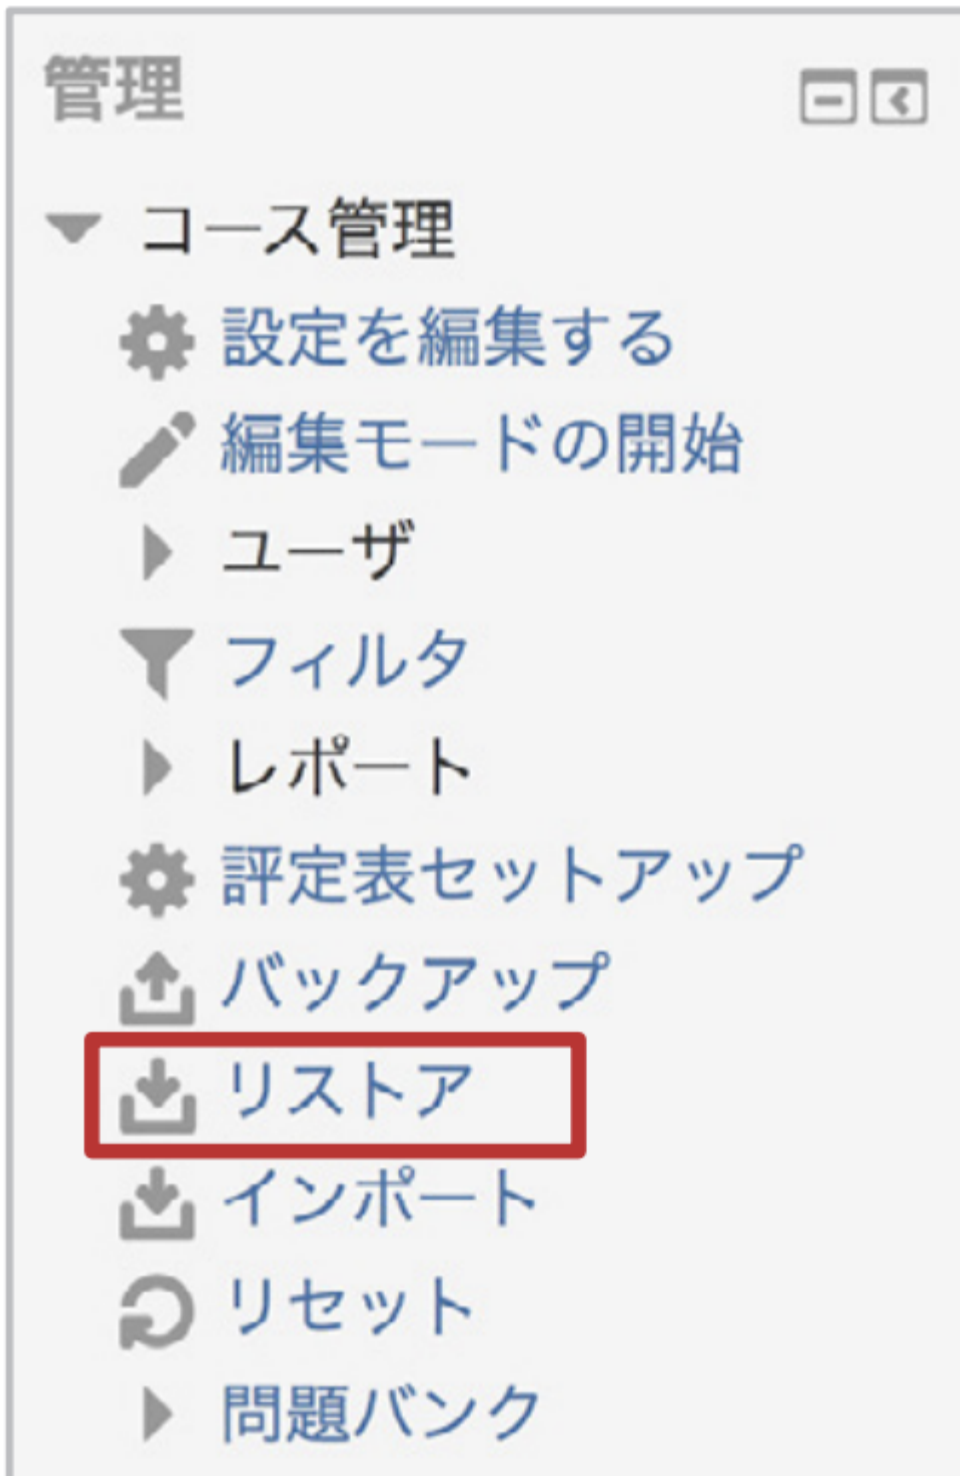 管理
コース管理
設定を編集する
編集モードの開始
ユーザ
フィルタ
レポート
評定表セットアップ
バックアップ
リストア
インポート
リセット
問題バンク